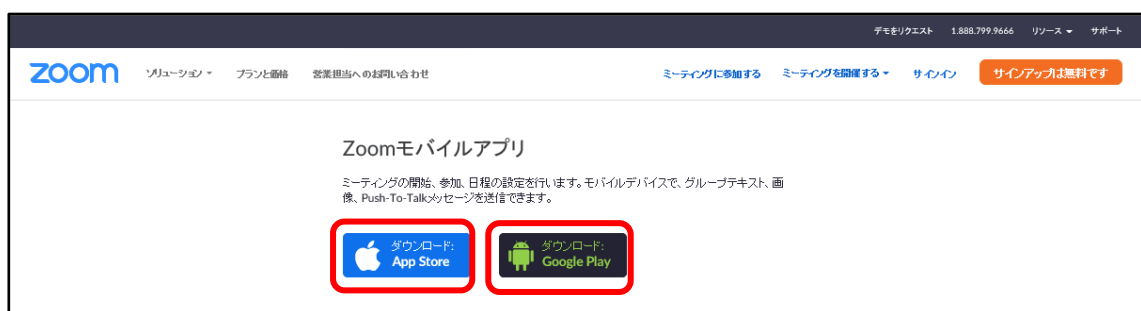 デモをリクエスト 1.888.799.9666 リソース サポート
zoom ソリューション プランと価格 営業担当へのお問い合わせ ミーティングに参加する ミーティングを開催する サインイン サインアップは無料です
Zoomモバイルアプリ
ミーティングの開始、参加、日程の設定を行います。モバイルデバイスで、グループテキスト、画
像、Push-To-Talkメッセージを送信できます。
ダウンロード: ダウンロード:
App Store Google Play